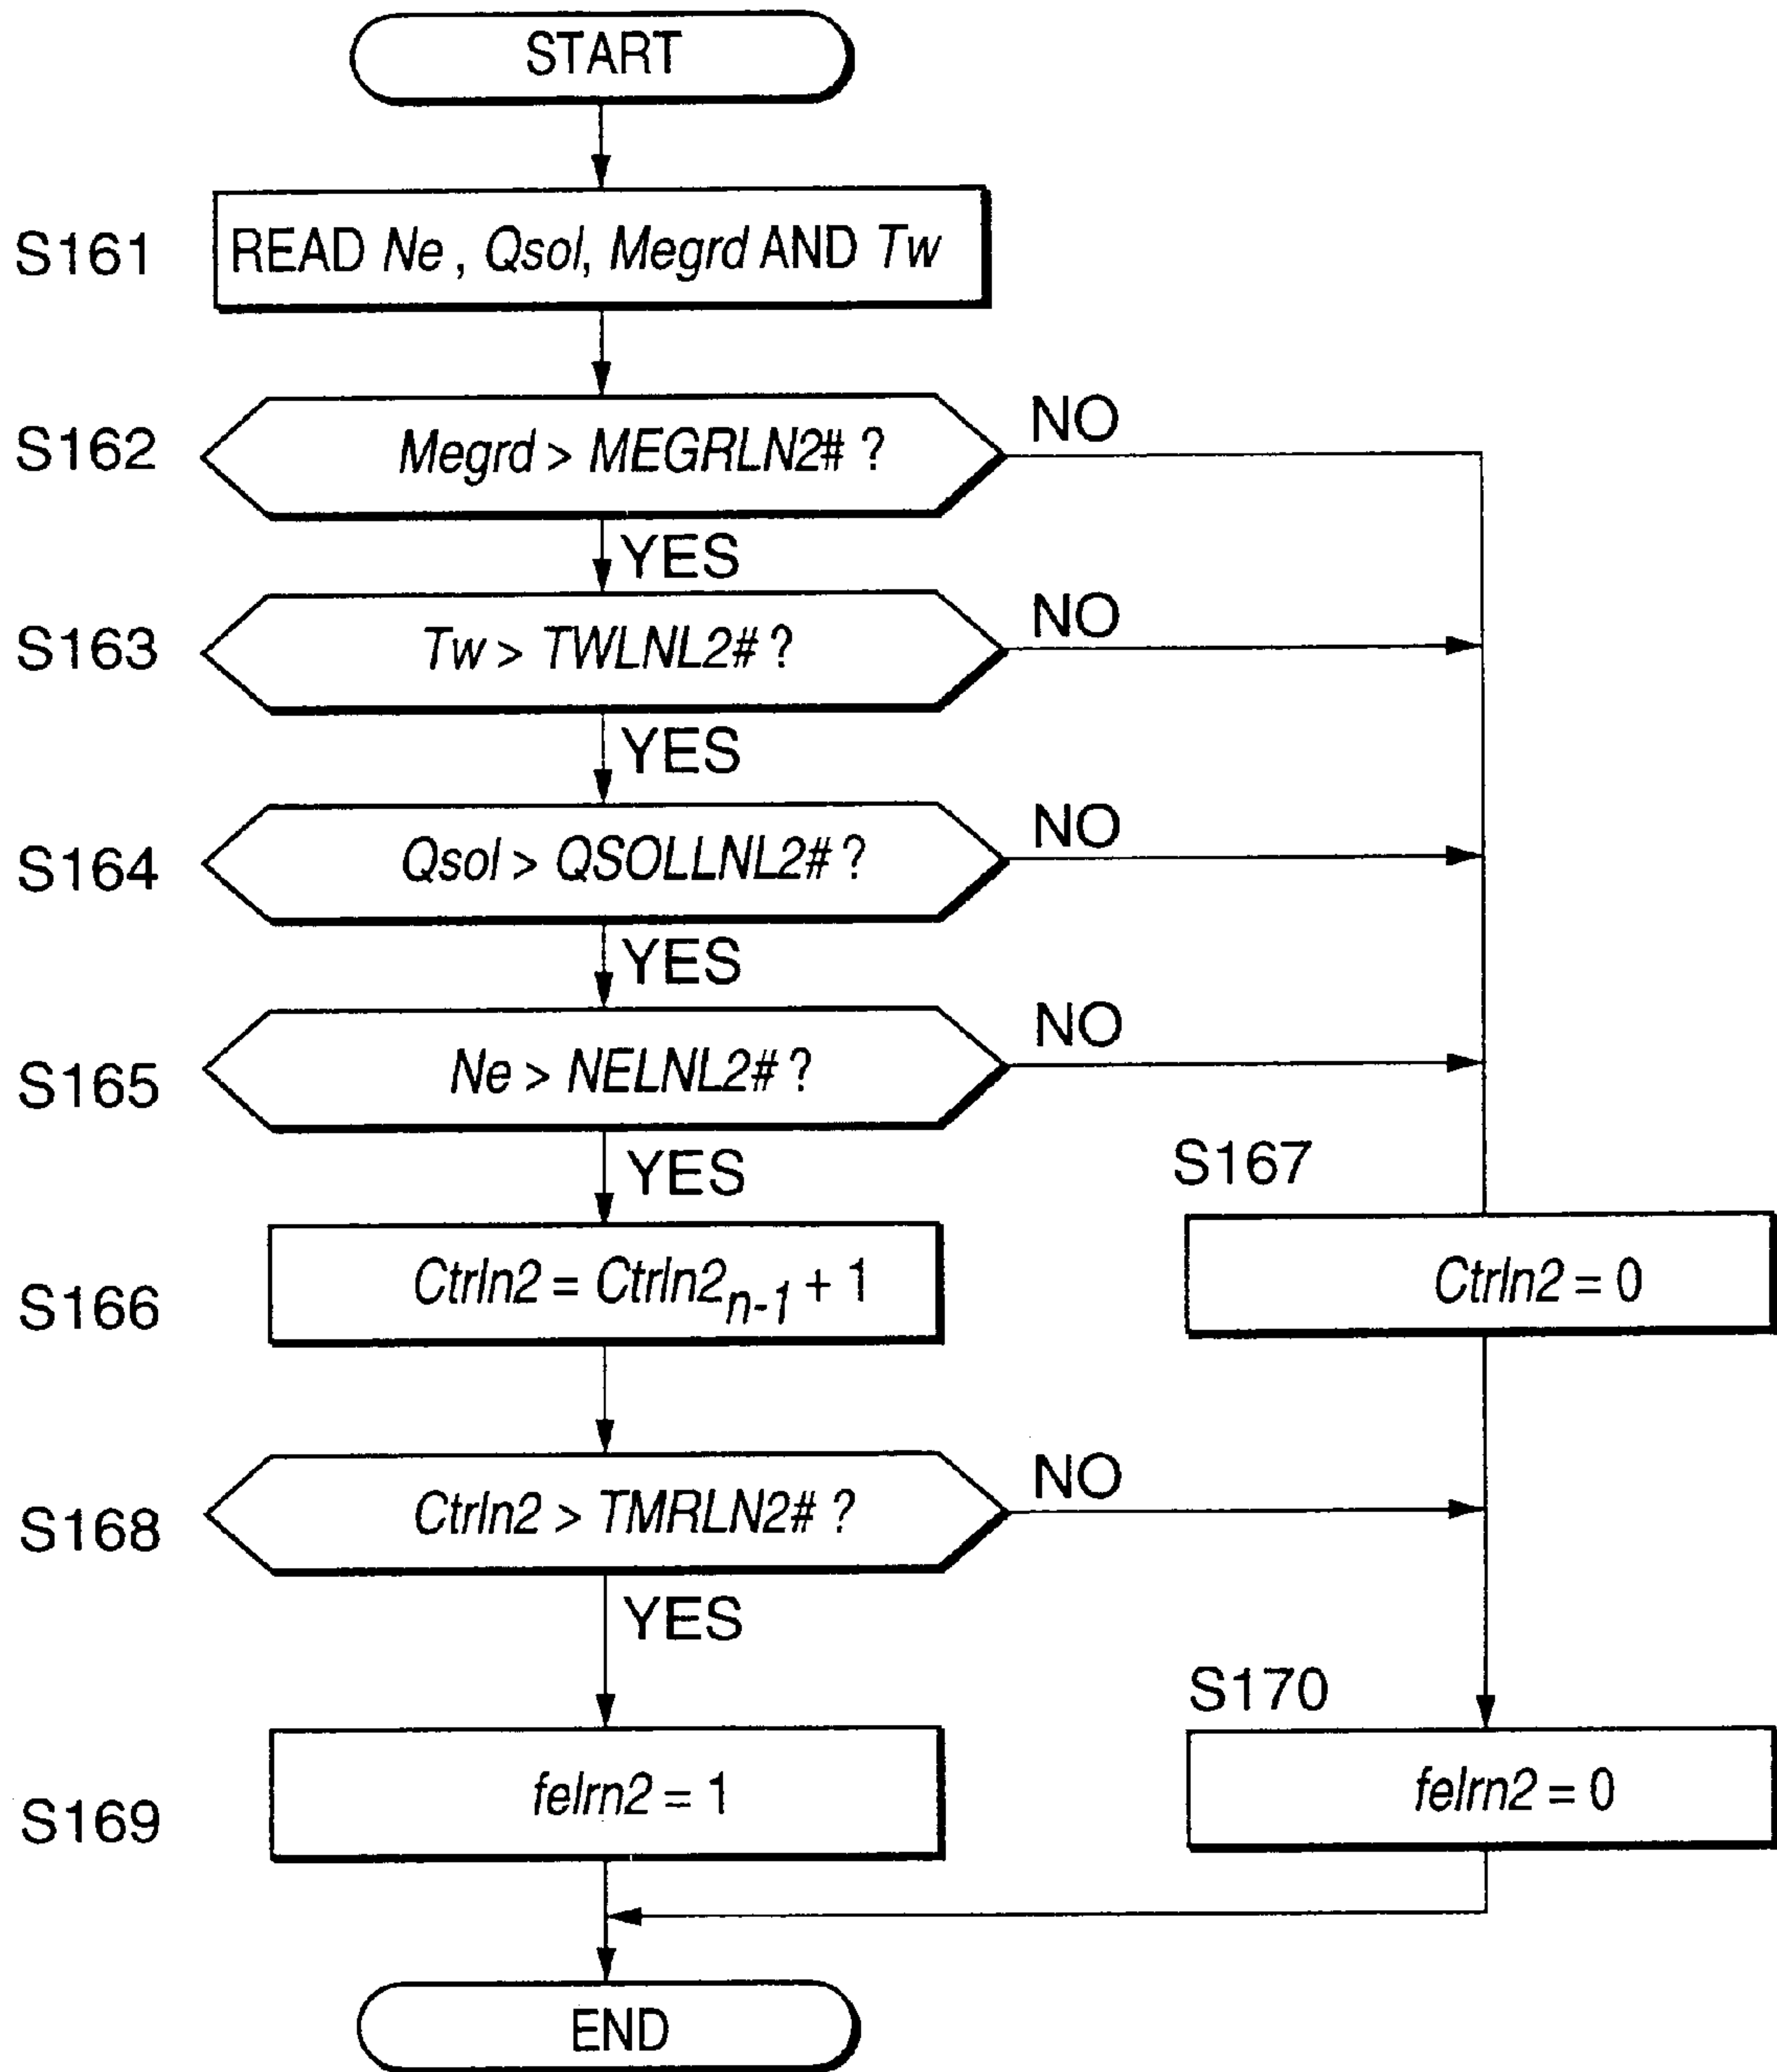 START
S161
READ Ne, Qsol, Megrd AND Tw
S162
Megrd > MEGRLN2# ?
NO
YES
S163
Tw > TWLNL2# ?
NO
YES
S164
Qsol > QSOLLNL2# ?
NO
YES
S165
Ne > NELNL2# ?
NO
YES
S167
S166
Ctrln2 = Ctrln2n-1 + 1
Ctrln2 = 0
S168
Ctrln2 > TMRLN2# ?
NO
YES
S170
S169
felrn2 = 1
felrn2 = 0
END